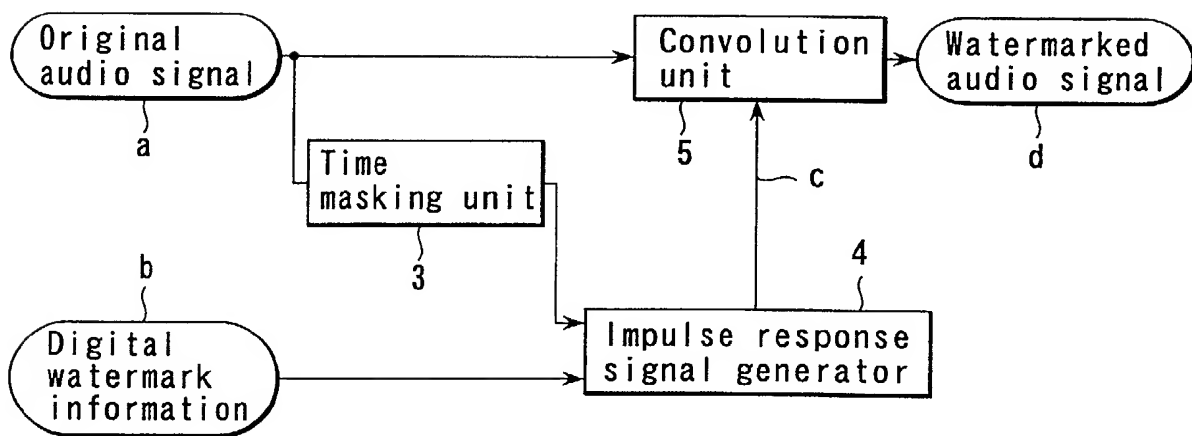 Original
audio signal
a
Convolution
unit
5
Watermarked
audio signal
d
Time
masking unit
3
c
b
Digital
watermark
information
4
Impulse response
signal generator